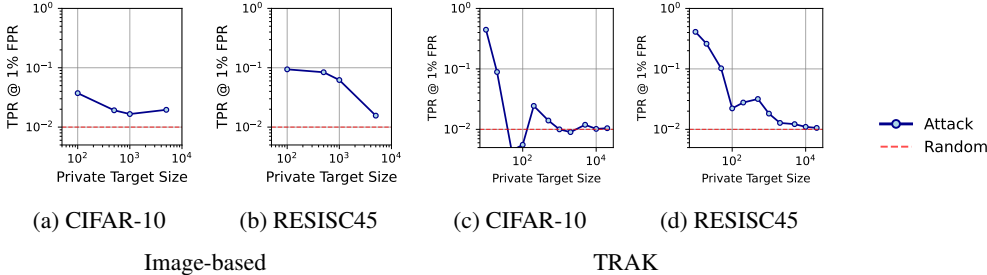 TPR @ 1% FPR
10⁰
10⁻¹
10⁻²
10² 10³ 10⁴
Private Target Size
(a) CIFAR-10
TPR @ 1% FPR
10⁰
10⁻¹
10⁻²
10² 10³ 10⁴
Private Target Size
(b) RESISC45
TPR @ 1% FPR
10⁰
10⁻¹
10⁻²
10² 10⁴
Private Target Size
(c) CIFAR-10
TPR @ 1% FPR
10⁰
10⁻¹
10⁻²
10² 10⁴
Private Target Size
(d) RESISC45
Attack
Random
Image-based
TRAK